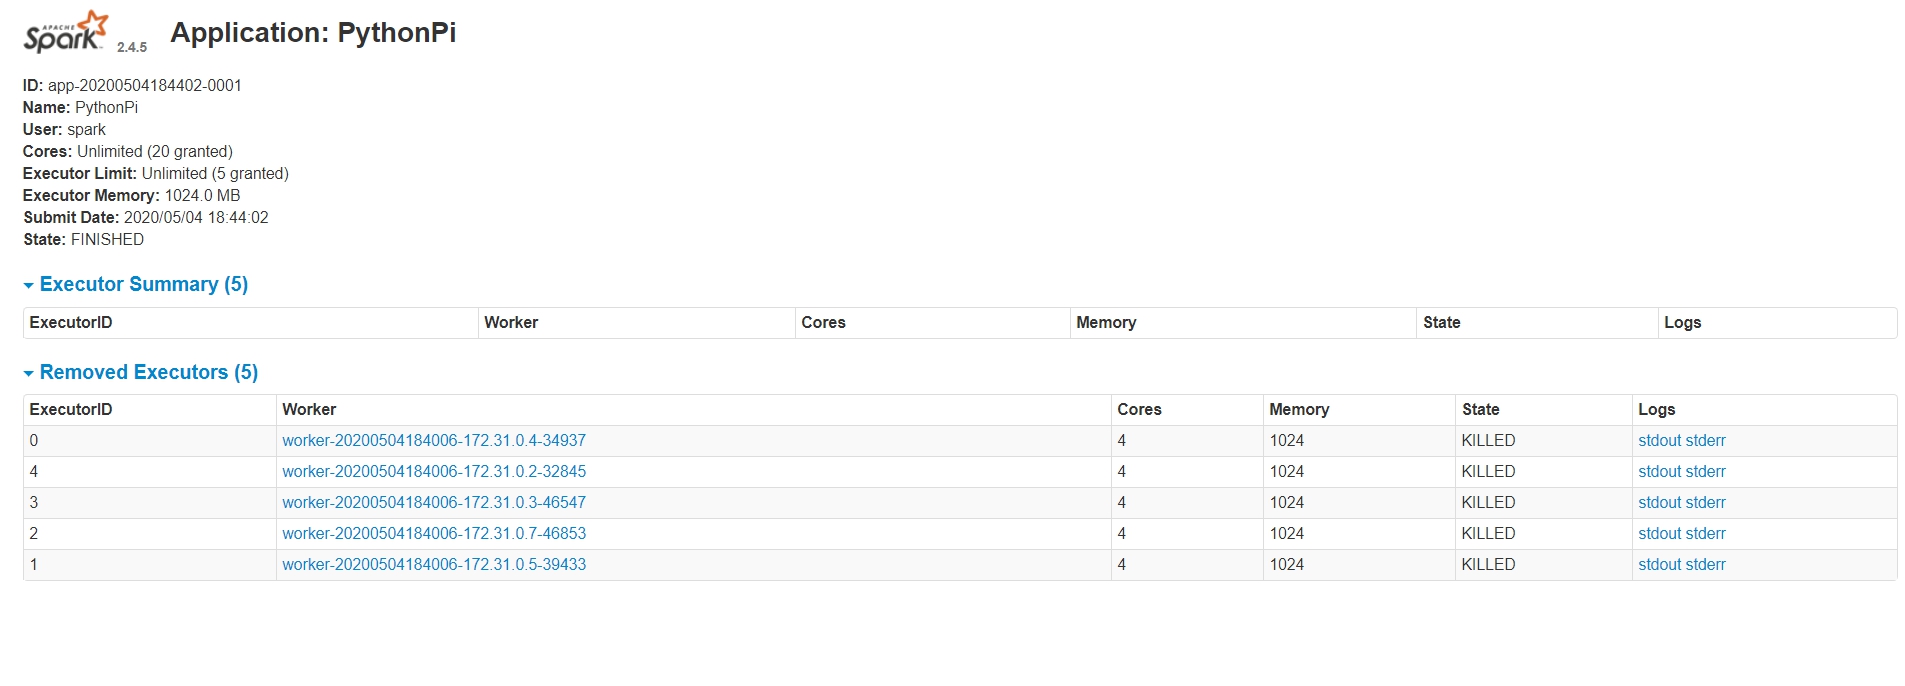 APACHE
Spark 2.4.5 Application: PythonPi
ID: app-20200504184402-0001
Name: PythonPi
User: spark
Cores: Unlimited (20 granted)
Executor Limit: Unlimited (5 granted)
Executor Memory: 1024.0 MB
Submit Date: 2020/05/04 18:44:02
State: FINISHED
Executor Summary (5)
ExecutorID Worker Cores Memory State Logs
Removed Executors (5)
ExecutorID Worker Cores Memory State Logs
0 worker-20200504184006-172.31.0.4-34937 4 1024 KILLED stdout stderr
4 worker-20200504184006-172.31.0.2-32845 4 1024 KILLED stdout stderr
3 worker-20200504184006-172.31.0.3-46547 4 1024 KILLED stdout stderr
2 worker-20200504184006-172.31.0.7-46853 4 1024 KILLED stdout stderr
1 worker-20200504184006-172.31.0.5-39433 4 1024 KILLED stdout stderr